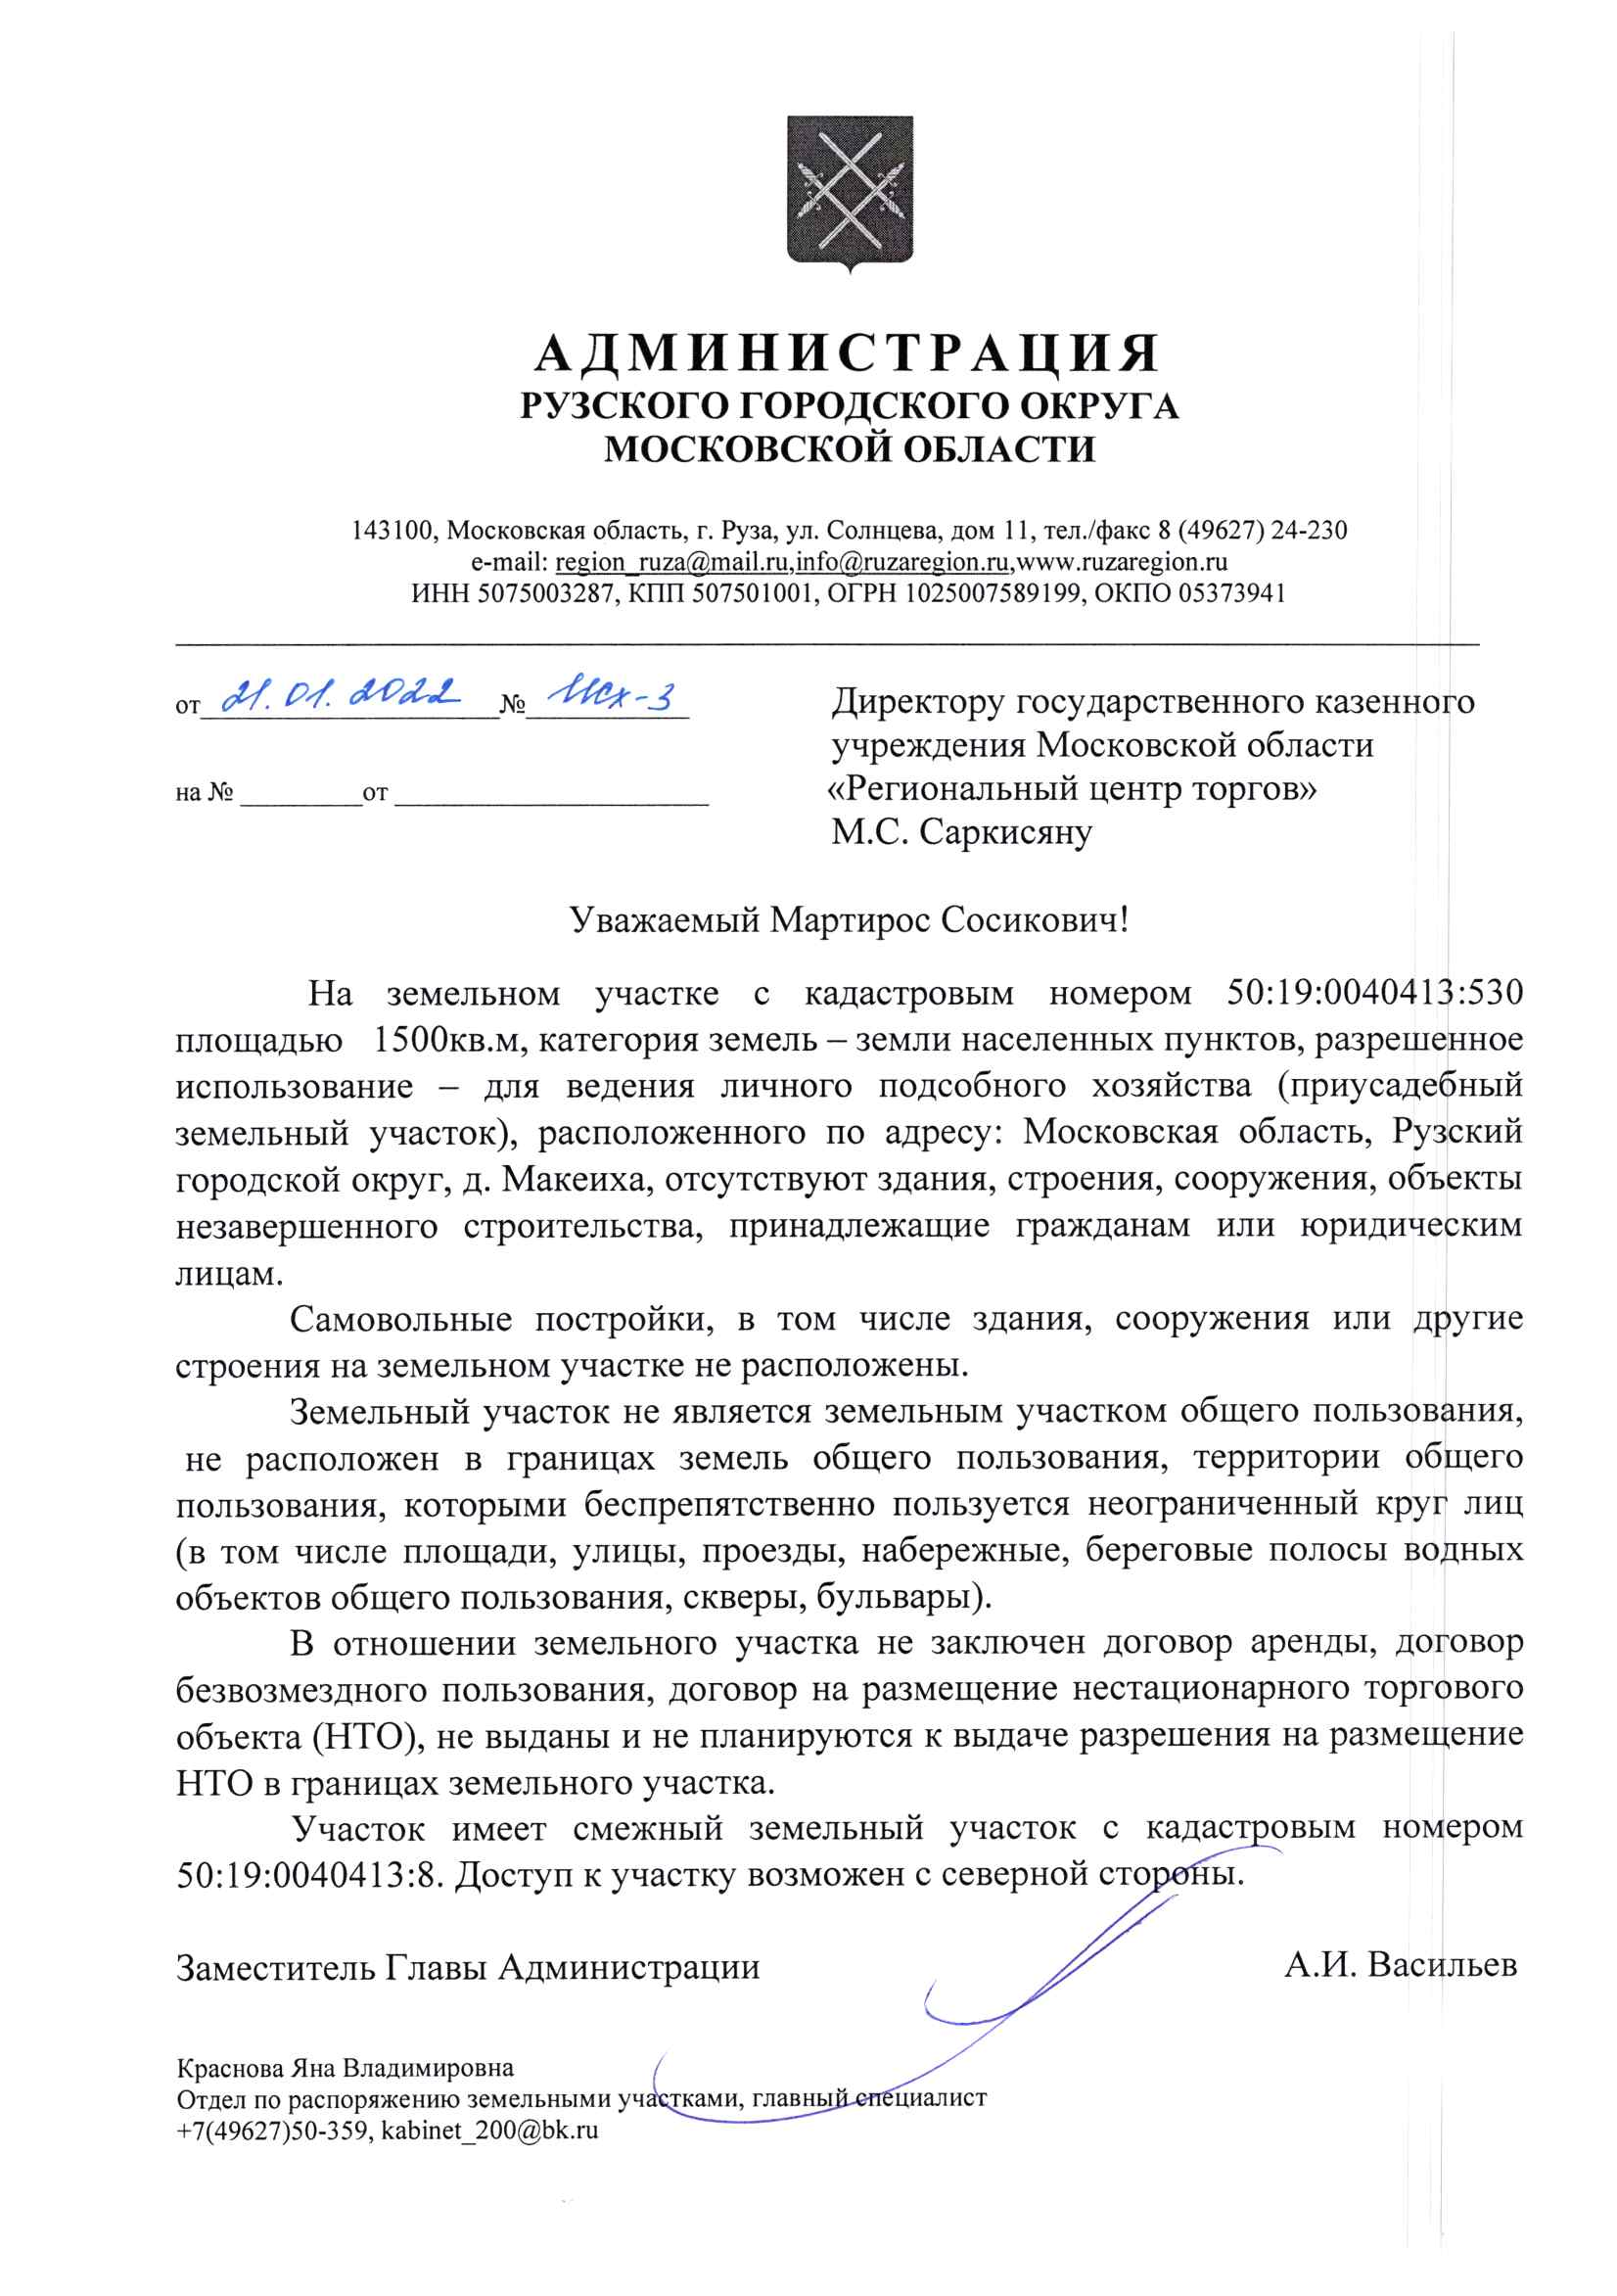 АДМИНИСТРАЦИЯ
РУЗСКОГО ГОРОДСКОГО ОКРУГА
МОСКОВСКОЙ ОБЛАСТИ
143100, Московская область, г. Руза, ул. Солнцева, дом 11, тел./факс 8 (49627) 24-230
e-mail: region_ruza@mail.ru,info@ruzaregion.ru,www.ruzaregion.ru
ИНН 5075003287, КПП 507501001, ОГРН 1025007589199, ОКПО 05373941
от 21.01.2022 № Исх-3
на № _________от _______________________
Директору государственного казенного
учреждения Московской области
«Региональный центр торгов»
М.С. Саркисяну
Уважаемый Мартирос Сосикович!
На земельном участке с кадастровым номером 50:19:0040413:530
площадью 1500кв.м, категория земель – земли населенных пунктов, разрешенное
использование – для ведения личного подсобного хозяйства (приусадебный
земельный участок), расположенного по адресу: Московская область, Рузский
городской округ, д. Макеиха, отсутствуют здания, строения, сооружения, объекты
незавершенного строительства, принадлежащие гражданам или юридическим
лицам.
Самовольные постройки, в том числе здания, сооружения или другие
строения на земельном участке не расположены.
Земельный участок не является земельным участком общего пользования,
не расположен в границах земель общего пользования, территории общего
пользования, которыми беспрепятственно пользуется неограниченный круг лиц
(в том числе площади, улицы, проезды, набережные, береговые полосы водных
объектов общего пользования, скверы, бульвары).
В отношении земельного участка не заключен договор аренды, договор
безвозмездного пользования, договор на размещение нестационарного торгового
объекта (НТО), не выданы и не планируются к выдаче разрешения на размещение
НТО в границах земельного участка.
Участок имеет смежный земельный участок с кадастровым номером
50:19:0040413:8. Доступ к участку возможен с северной стороны.
Заместитель Главы Администрации А.И. Васильев
Краснова Яна Владимировна
Отдел по распоряжению земельными участками, главный специалист
+7(49627)50-359, kabinet_200@bk.ru